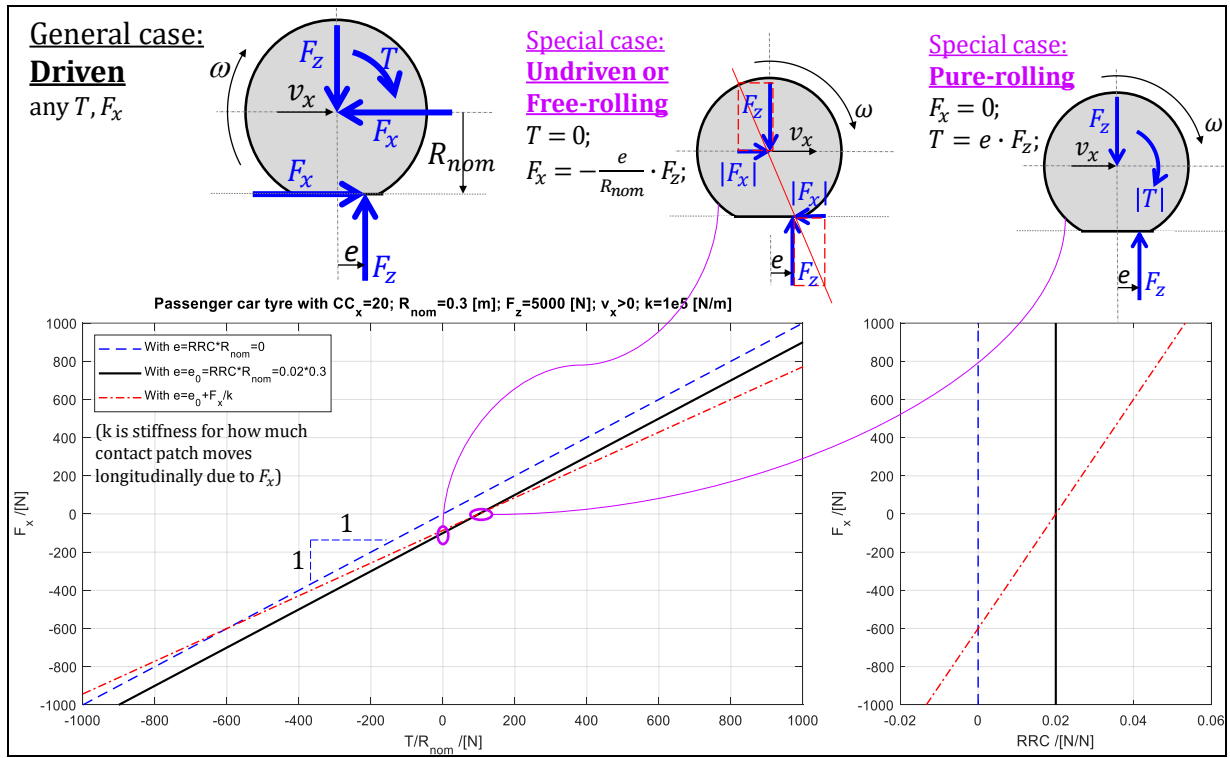 General case:
Driven
any T, F_x
ω
F_z
T
v_x
F_x
R_nom
F_x
e
F_z
Special case:
Undriven or
Free-rolling
T = 0;
F_x = − e/R_nom · F_z;
F_z
ω
v_x
|F_x|
|F_x|
e
F_z
Special case:
Pure-rolling
F_x = 0;
T = e · F_z;
F_z
ω
v_x
|T|
e
F_z
Passenger car tyre with CC_x=20; R_nom=0.3 [m]; F_z=5000 [N]; v_x>0; k=1e5 [N/m]
With e=RRC*R_nom=0
With e=e_0=RRC*R_nom=0.02*0.3
With e=e_0+F_x/k
(k is stiffness for how much
contact patch moves
longitudinally due to F_x)
1
1
F_x /[N]
1000
800
600
400
200
0
-200
-400
-600
-800
-1000
-1000 -800 -600 -400 -200 0 200 400 600 800 1000
T/R_nom /[N]
F_x /[N]
1000
800
600
400
200
0
-200
-400
-600
-800
-1000
-0.02 0 0.02 0.04 0.06
RRC /[N/N]